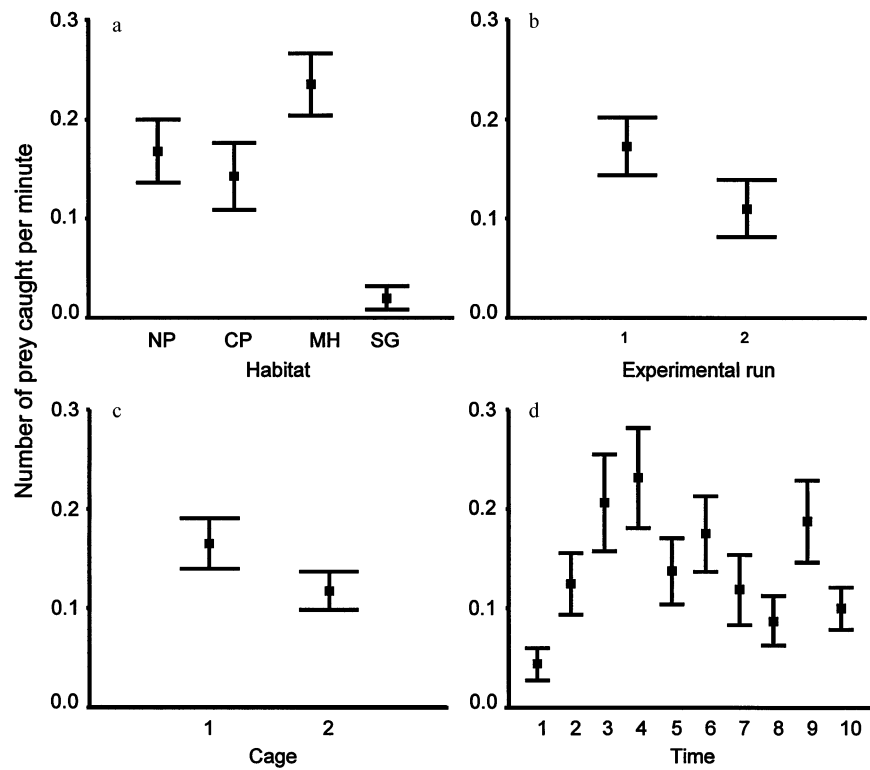 Number of prey caught per minute
a
0.3
0.2
0.1
0.0
NP CP MH SG
Habitat
b
0.3
0.2
0.1
0.0
1 2
Experimental run
c
0.3
0.2
0.1
0.0
1 2
Cage
d
0.3
0.2
0.1
0.0
1 2 3 4 5 6 7 8 9 10
Time